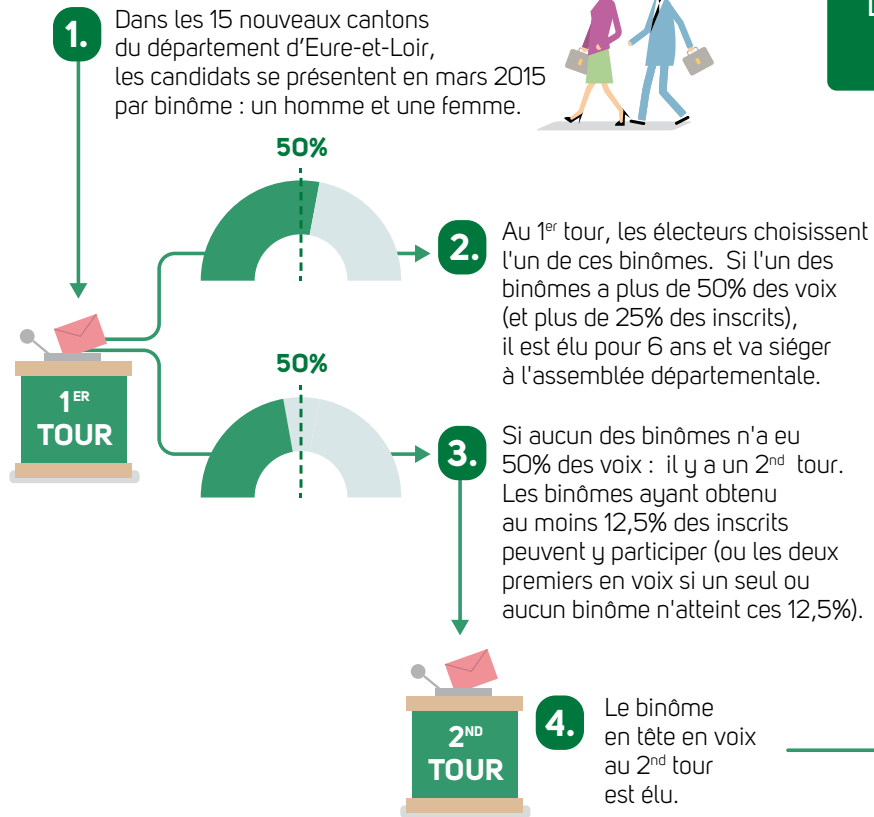 1.
Dans les 15 nouveaux cantons
du département d'Eure-et-Loir,
les candidats se présentent en mars 2015
par binôme : un homme et une femme.
50%
2.
Au 1er tour, les électeurs choisissent
l'un de ces binômes. Si l'un des
binômes a plus de 50% des voix
(et plus de 25% des inscrits),
il est élu pour 6 ans et va siéger
à l'assemblée départementale.
1ER
TOUR
50%
3.
Si aucun des binômes n'a eu
50% des voix : il y a un 2nd tour.
Les binômes ayant obtenu
au moins 12,5% des inscrits
peuvent y participer (ou les deux
premiers en voix si un seul ou
aucun binôme n'atteint ces 12,5%).
2ND
TOUR
4.
Le binôme
en tête en voix
au 2nd tour
est élu.